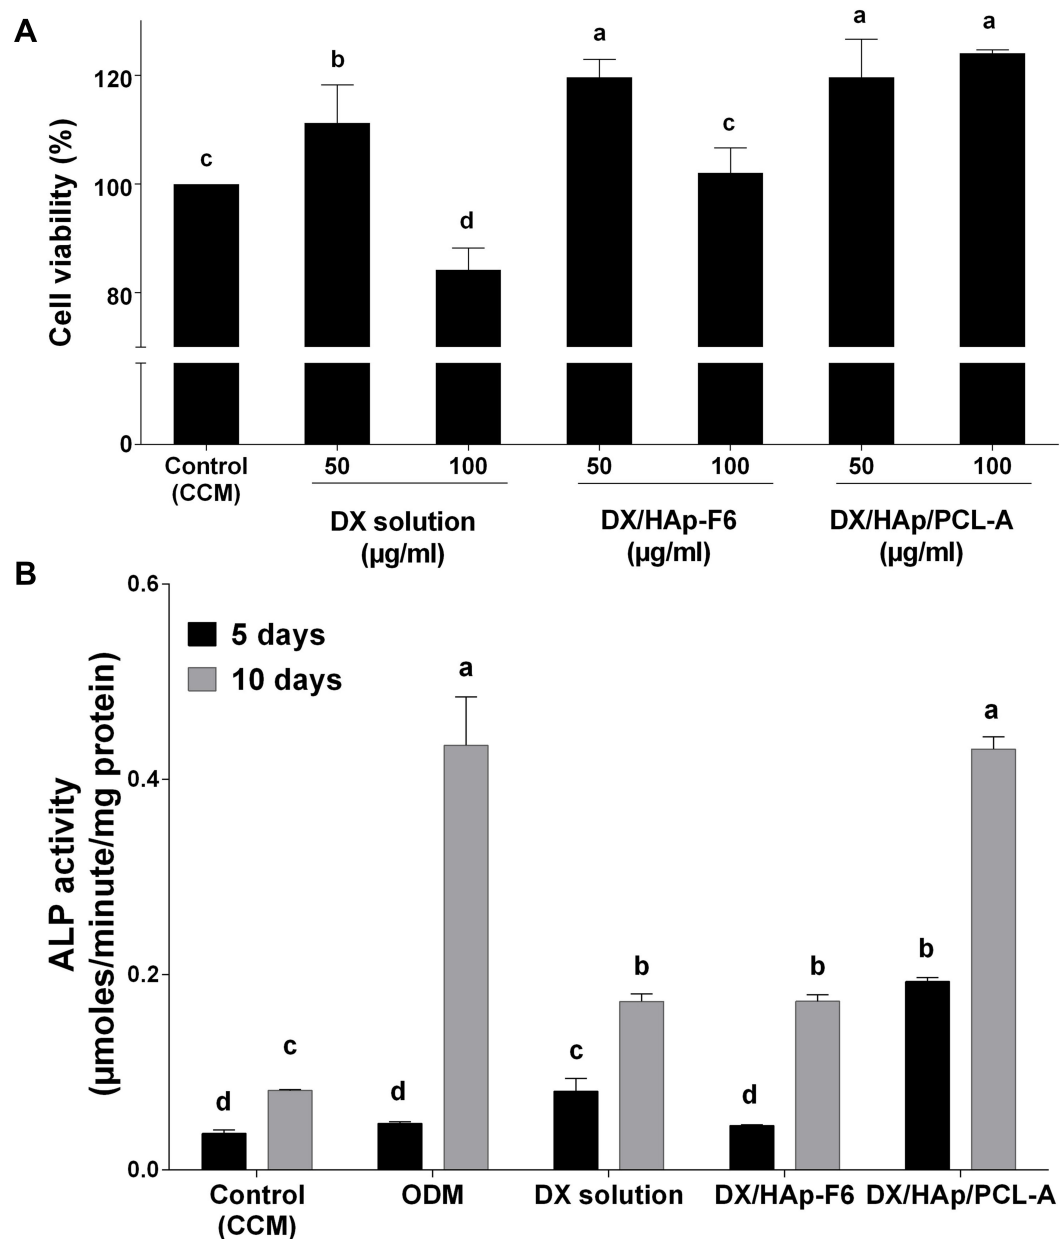 A
Cell viability (%)
120
100
80
0
c
b
d
a
c
a
a
Control
(CCM)
50
100
50
100
50
100
DX solution
(µg/ml)
DX/HAp-F6
(µg/ml)
DX/HAp/PCL-A
(µg/ml)
B
ALP activity
(µmoles/minute/mg protein)
0.6
0.4
0.2
0.0
5 days
10 days
d
c
d
a
c
b
d
b
b
a
Control
(CCM)
ODM
DX solution
DX/HAp-F6
DX/HAp/PCL-A